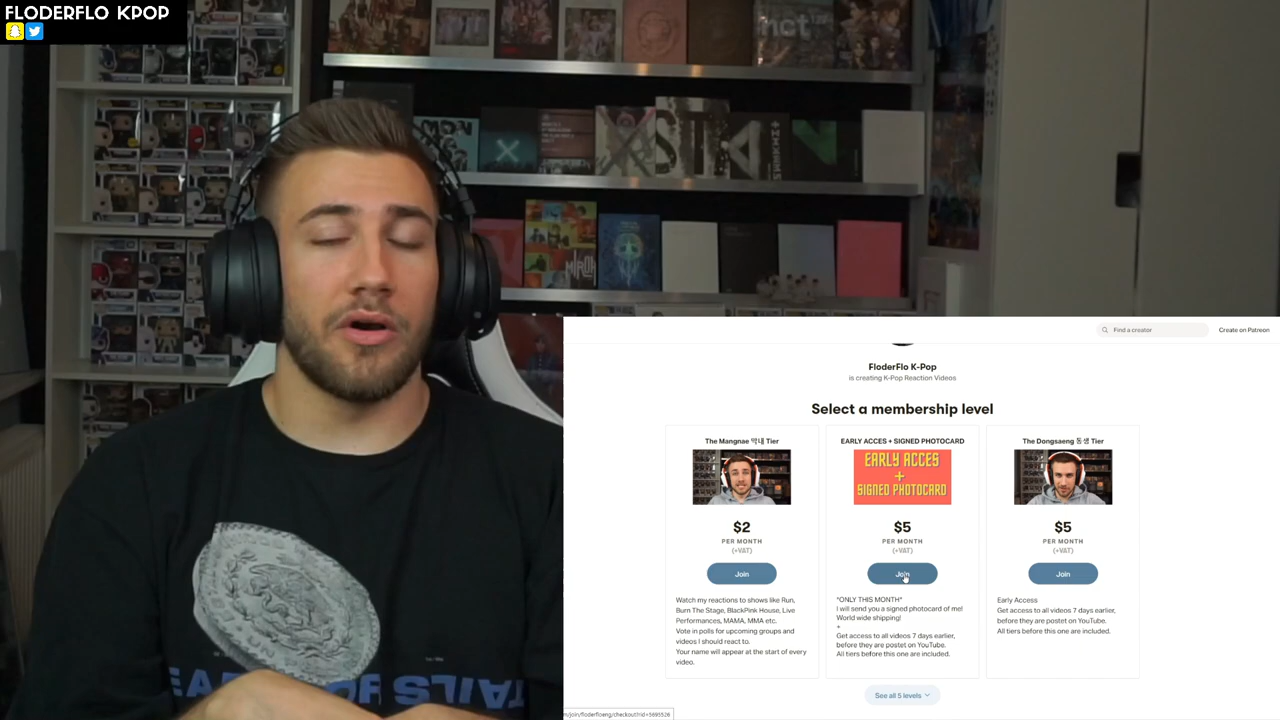 FLODERFLO KPOP
nct
X
STK
Find a creator
Create on Patreon
FloderFlo K-Pop
is creating K-Pop Reaction Videos
Select a membership level
The Mangnae 막내 Tier
$2
PER MONTH
(+VAT)
Join
Watch my reactions to shows like Run,
Burn The Stage, BlackPink House, Live
Performances, MAMA, MMA etc.
Vote in polls for upcoming groups and
videos I should react to.
Your name will appear at the start of every
video.
EARLY ACCES + SIGNED PHOTOCARD
EARLY ACCES
+
SIGNED PHOTOCARD
$5
PER MONTH
(+VAT)
Join
*ONLY THIS MONTH*
I will send you a signed photocard of me!
World wide shipping!
+
Get access to all videos 7 days earlier,
before they are postet on YouTube.
All tiers before this one are included.
The Dongsaeng 동생 Tier
$5
PER MONTH
(+VAT)
Join
Early Access
Get access to all videos 7 days earlier,
before they are postet on YouTube.
All tiers before this one are included.
See all 5 levels
m/join/floderfloeng/checkout?rid=5695526